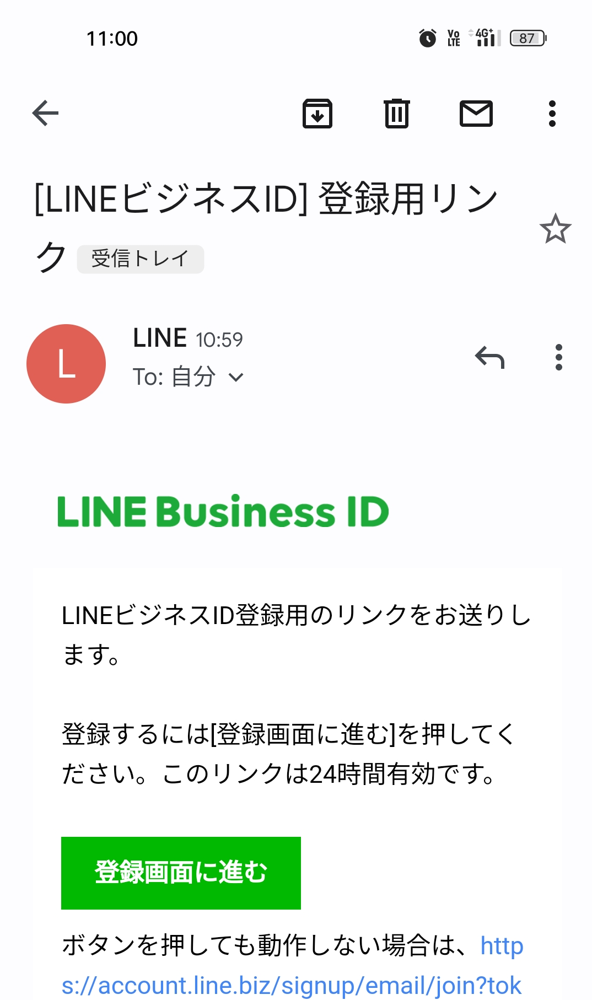 11:00
Vo
LTE
4G+
87
[LINEビジネスID] 登録用リン
ク 受信トレイ
L
LINE 10:59
To: 自分
LINE Business ID
LINEビジネスID登録用のリンクをお送りし
ます。
登録するには[登録画面に進む]を押してく
ださい。このリンクは24時間有効です。
登録画面に進む
ボタンを押しても動作しない場合は、http
s://account.line.biz/signup/email/join?tok